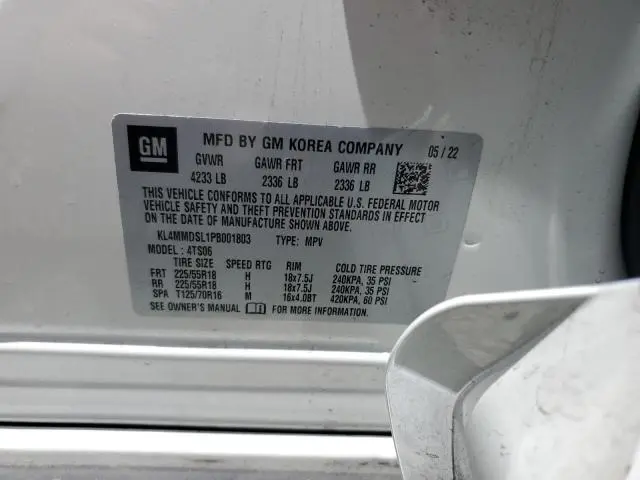 GM MFD BY GM KOREA COMPANY 05 / 22
GVWR GAWR FRT GAWR RR
4233 LB 2336 LB 2336 LB
THIS VEHICLE CONFORMS TO ALL APPLICABLE U.S. FEDERAL MOTOR
VEHICLE SAFETY AND THEFT PREVENTION STANDARDS IN EFFECT
ON THE DATE OF MANUFACTURE SHOWN ABOVE.
KL4MMDSL1PB001803 TYPE: MPV
MODEL: 4TS06
TIRE SIZE SPEED RTG RIM COLD TIRE PRESSURE
FRT 225/55R18 H 18x7.5J 240KPA, 35 PSI
RR 225/55R18 H 18x7.5J 240KPA, 35 PSI
SPA T125/70R16 M 16x4.0BT 420KPA, 60 PSI
SEE OWNER'S MANUAL FOR MORE INFORMATION.